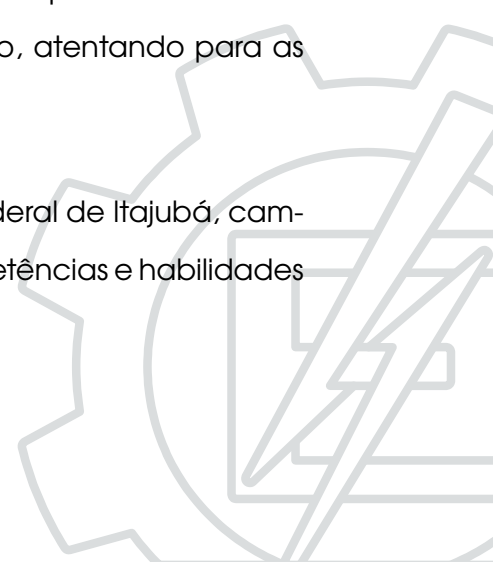 o, atentando para as
deral de Itajubá, cam-
etências e habilidades